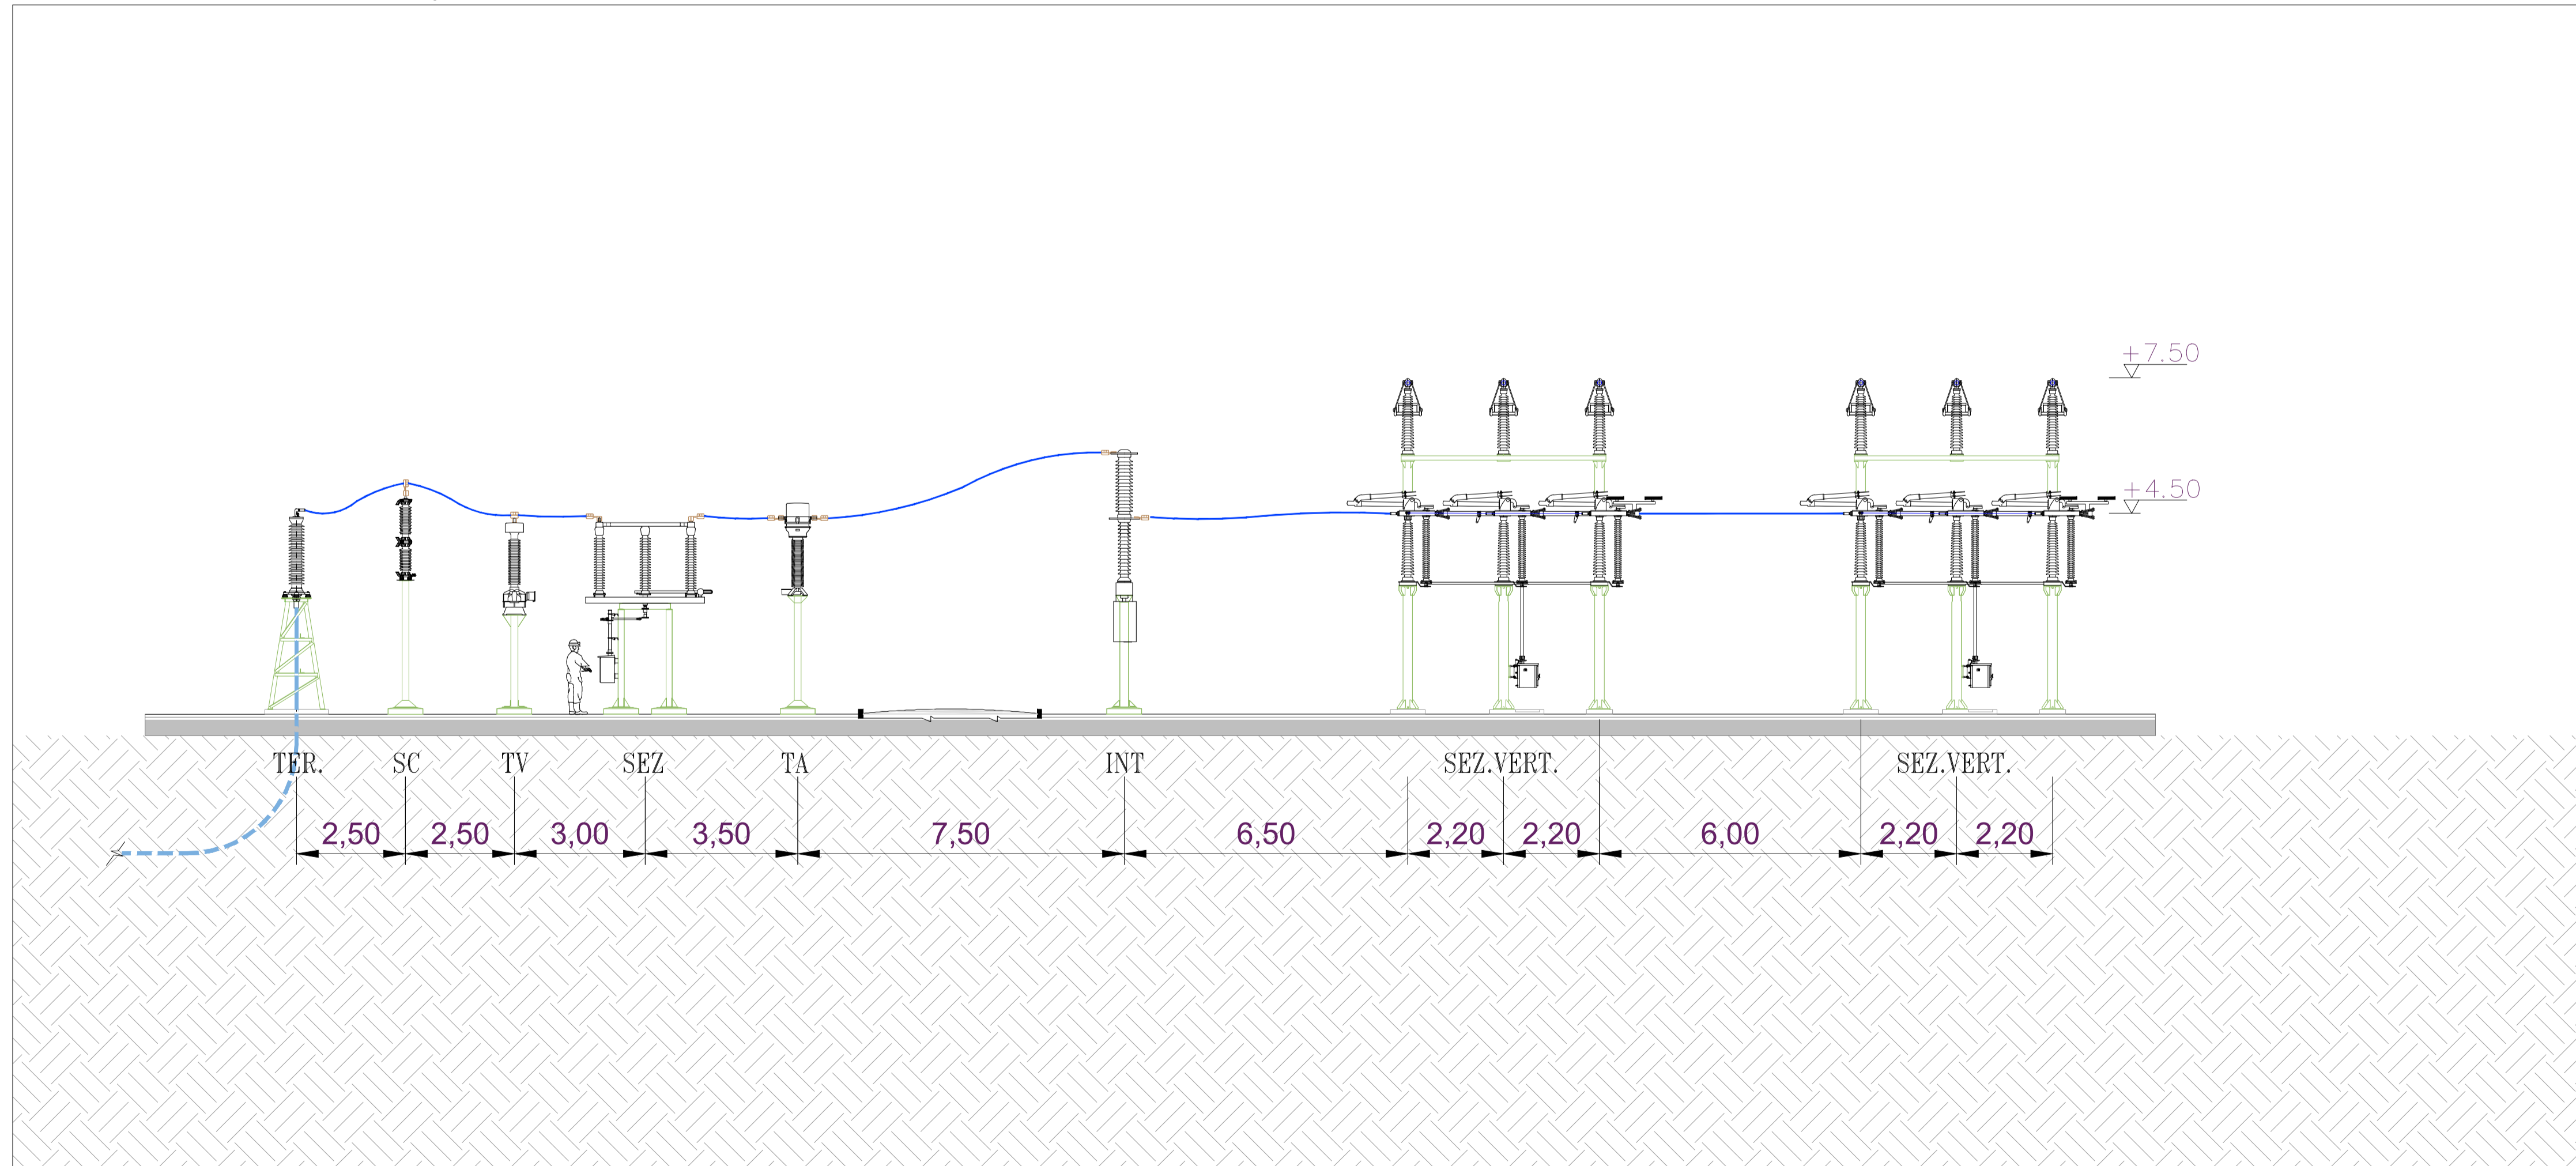 +7.50
+4.50
TER. SC TV SEZ TA INT SEZ.VERT. SEZ.VERT.
2,50 2,50 3,00 3,50 7,50 6,50 2,20 2,20 6,00 2,20 2,20